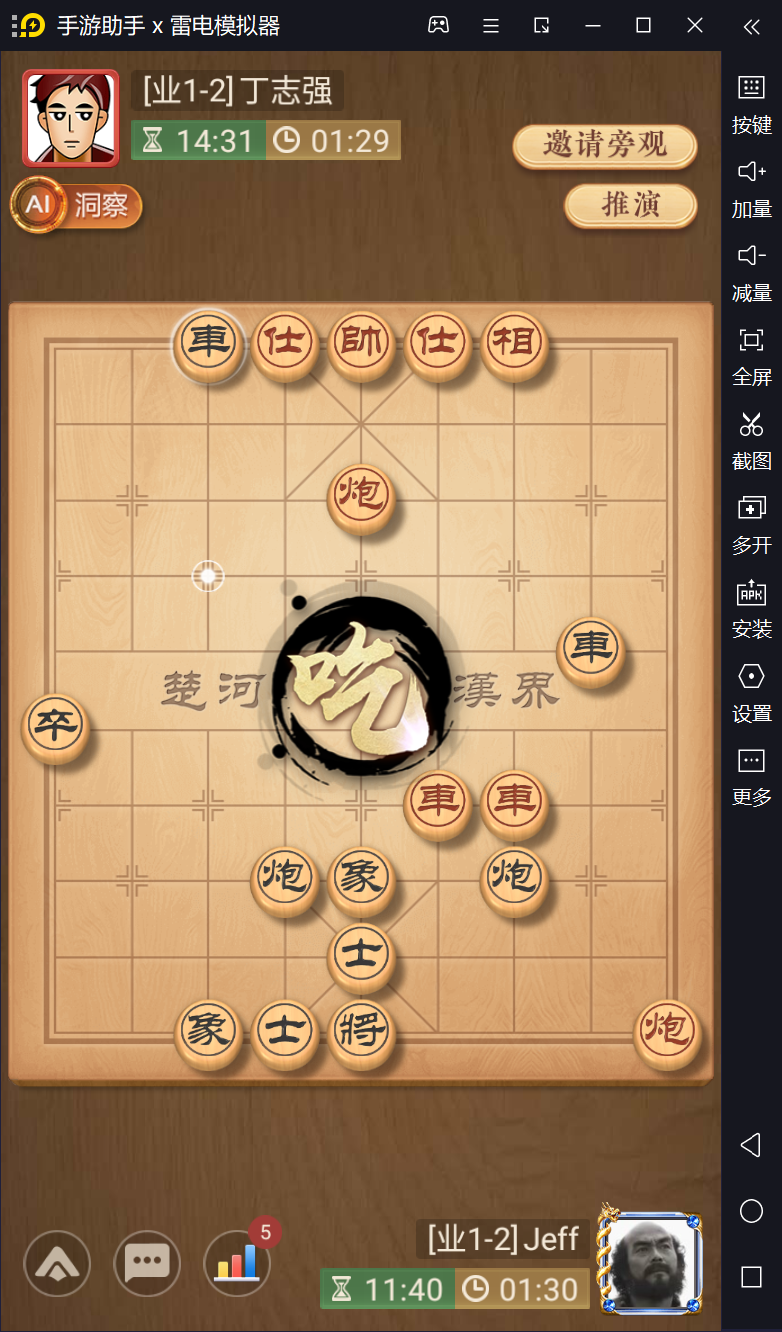 手游助手 x 雷电模拟器
[业1-2]丁志强
14:31 01:29
邀请旁观
AI 洞察
推演
車 仕 帥 仕 相
炮
車
楚河 吃 漢界
卒
車 車
炮 象 炮
士
象 士 將 炮
5
[业1-2]Jeff
11:40 01:30
按键
加量
减量
全屏
截图
多开
APK
安装
设置
更多